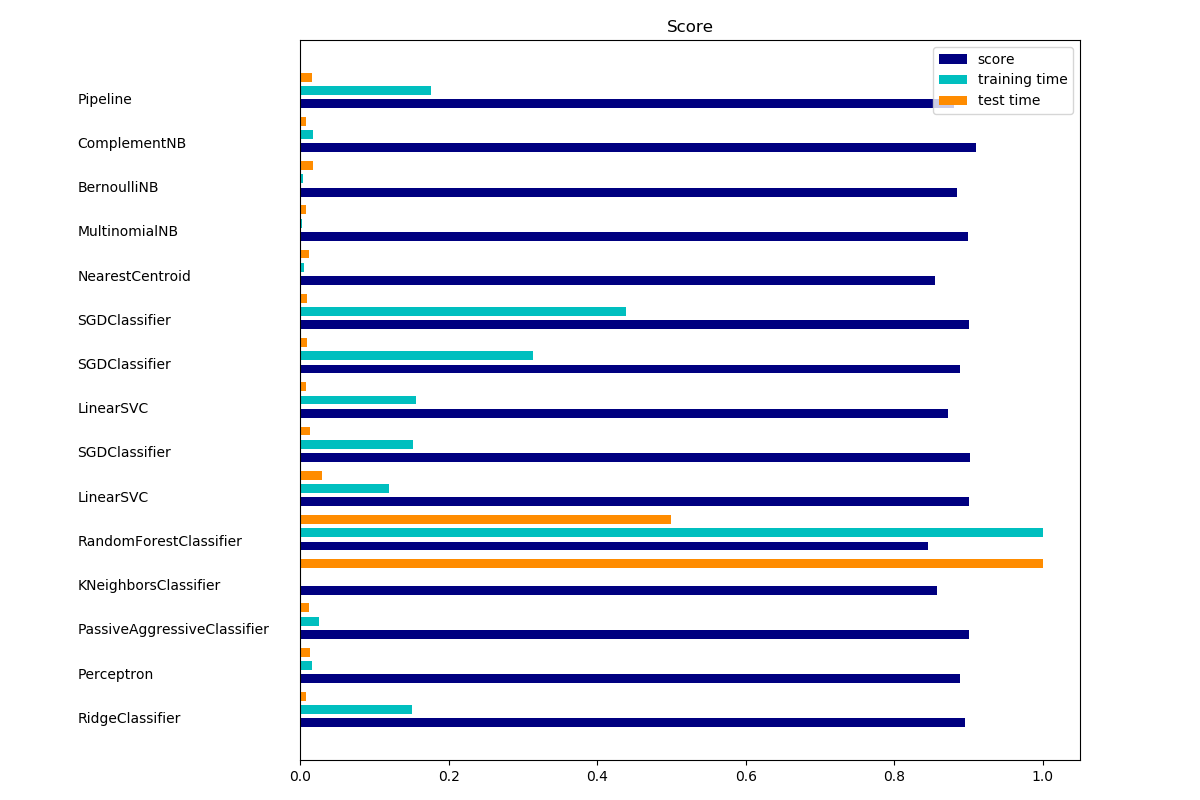 Score
score
training time
test time
Pipeline
ComplementNB
BernoulliNB
MultinomialNB
NearestCentroid
SGDClassifier
SGDClassifier
LinearSVC
SGDClassifier
LinearSVC
RandomForestClassifier
KNeighborsClassifier
PassiveAggressiveClassifier
Perceptron
RidgeClassifier
0.0 0.2 0.4 0.6 0.8 1.0